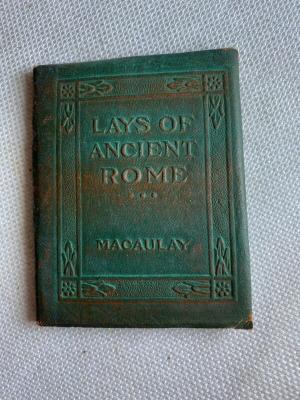 LAYS OF
ANCIENT
ROME
MACAULAY